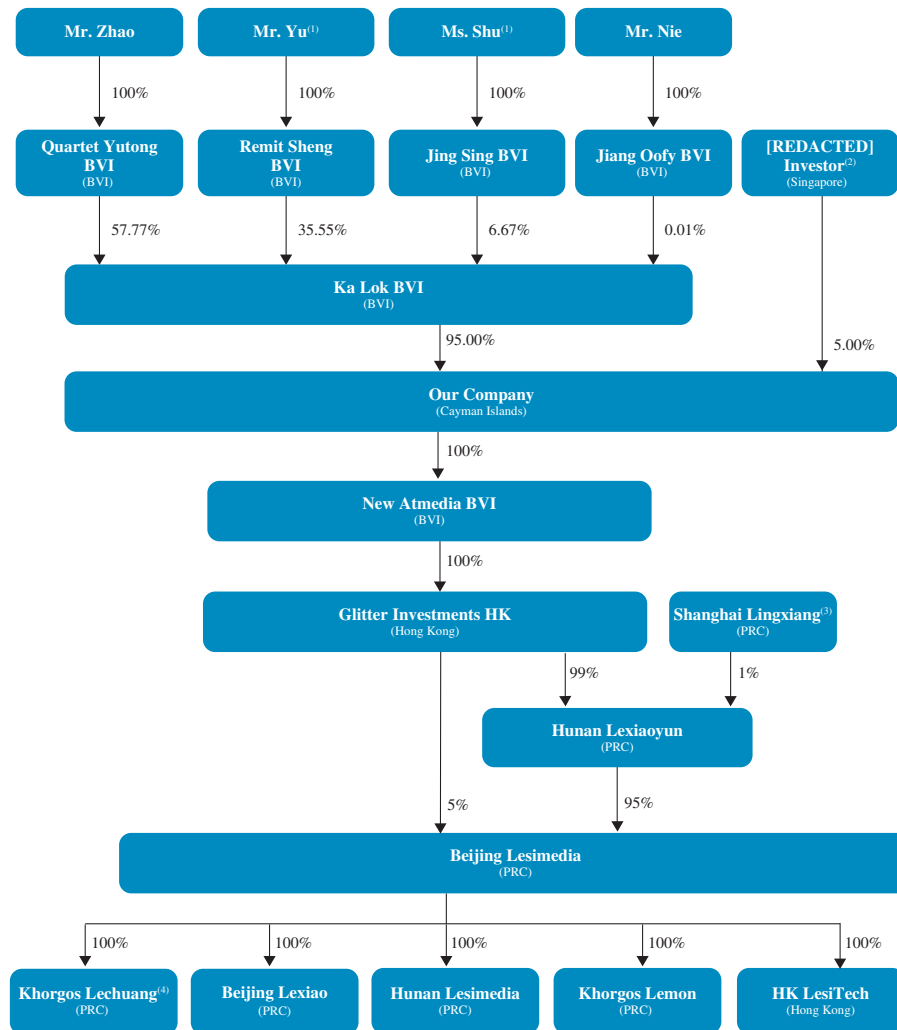 Mr. Zhao
Mr. Yu(1)
Ms. Shu(1)
Mr. Nie
100%
100%
100%
100%
Quartet Yutong
BVI
(BVI)
Remit Sheng
BVI
(BVI)
Jing Sing BVI
(BVI)
Jiang Oofy BVI
(BVI)
[REDACTED]
Investor(2)
(Singapore)
57.77%
35.55%
6.67%
0.01%
Ka Lok BVI
(BVI)
95.00%
5.00%
Our Company
(Cayman Islands)
100%
New Atmedia BVI
(BVI)
100%
Glitter Investments HK
(Hong Kong)
Shanghai Lingxiang(3)
(PRC)
99%
1%
Hunan Lexiaoyun
(PRC)
5%
95%
Beijing Lesimedia
(PRC)
100%
100%
100%
100%
100%
Khorgos Lechuang(4)
(PRC)
Beijing Lexiao
(PRC)
Hunan Lesimedia
(PRC)
Khorgos Lemon
(PRC)
HK LesiTech
(Hong Kong)